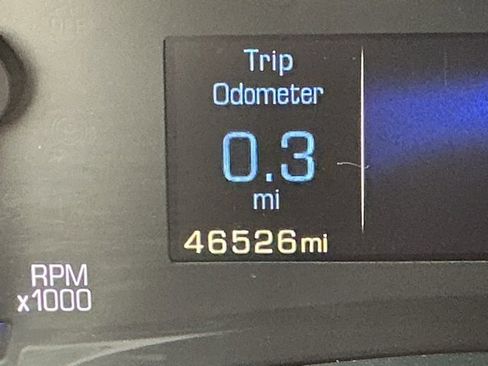 Trip
Odometer
0.3
mi
46526mi
RPM
x1000